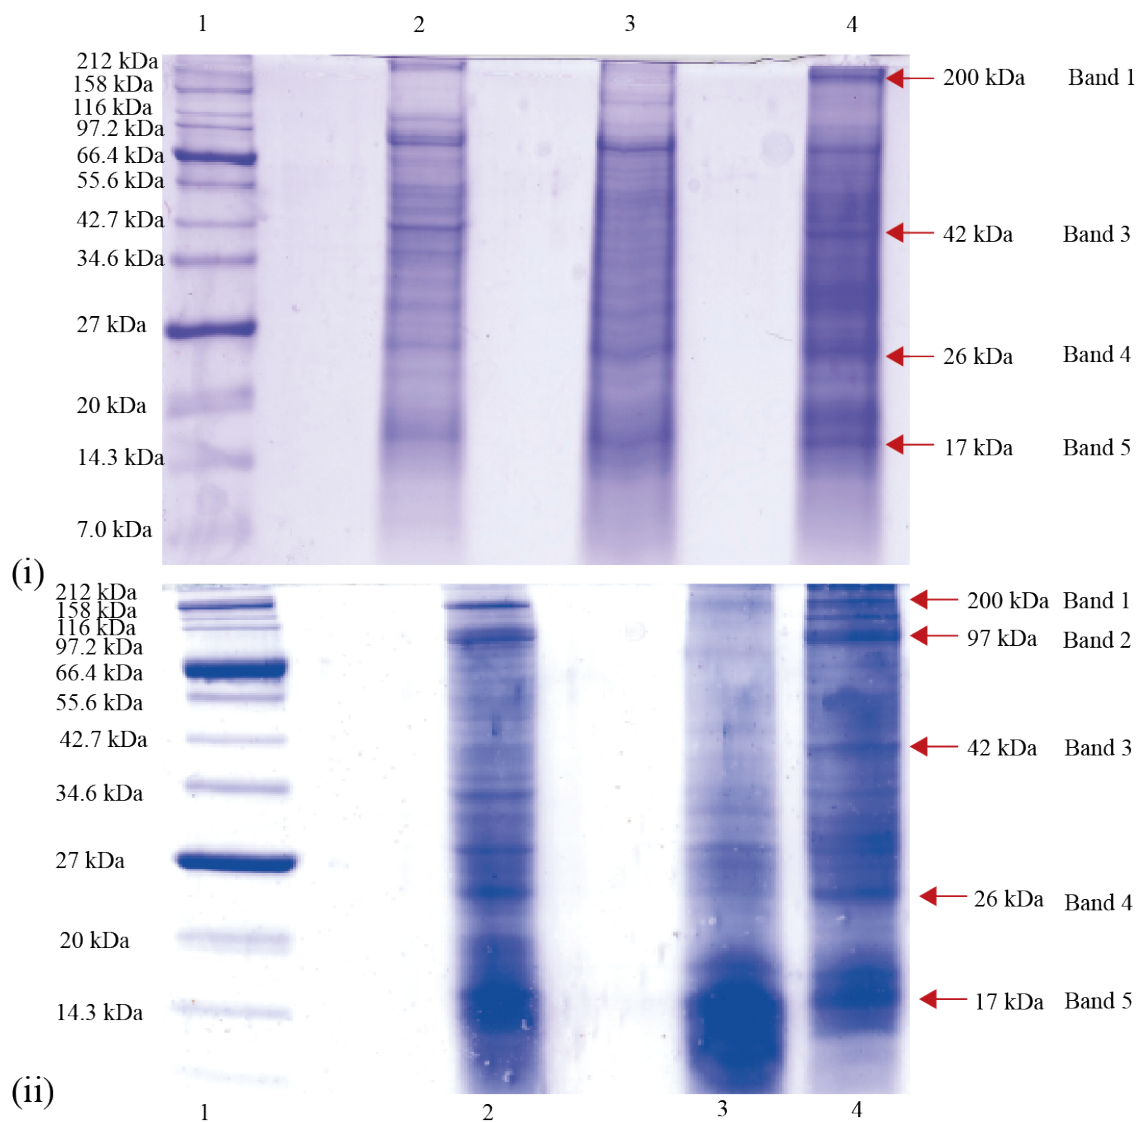 1 2 3 4
212 kDa
200 kDa Band 1
158 kDa
116 kDa
97.2 kDa
66.4 kDa
55.6 kDa
42.7 kDa
42 kDa Band 3
34.6 kDa
27 kDa
26 kDa Band 4
20 kDa
17 kDa Band 5
14.3 kDa
7.0 kDa
(i)
212 kDa
200 kDa Band 1
158 kDa
116 kDa
97 kDa Band 2
97.2 kDa
66.4 kDa
55.6 kDa
42.7 kDa
42 kDa Band 3
34.6 kDa
27 kDa
26 kDa Band 4
20 kDa
17 kDa Band 5
14.3 kDa
(ii)
1 2 3 4